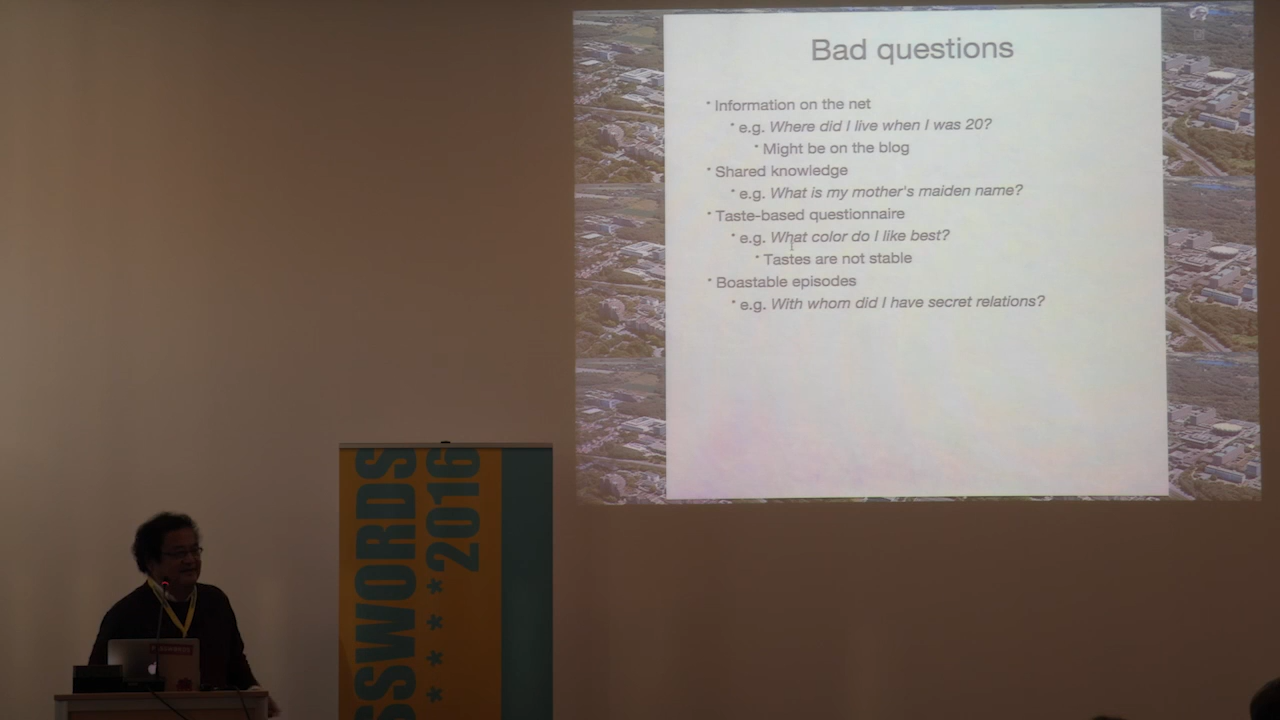 Bad questions
• Information on the net
• e.g. Where did I live when I was 20?
• Might be on the blog
• Shared knowledge
• e.g. What is my mother's maiden name?
• Taste-based questionnaire
• e.g. What color do I like best?
• Tastes are not stable
• Boastable episodes
• e.g. With whom did I have secret relations?
SSWORDS
****2016